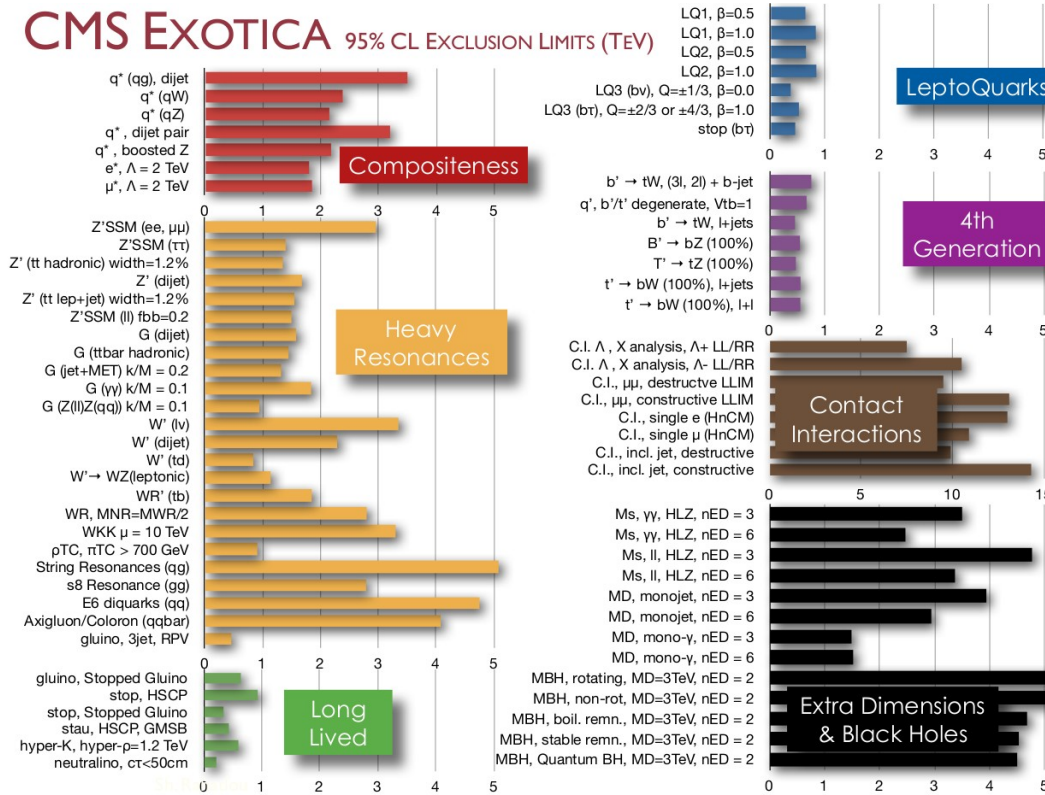 CMS EXOTICA 95% CL EXCLUSION LIMITS (TEV)
q* (qg), dijet
q* (qW)
q* (qZ)
q* , dijet pair
q* , boosted Z
e*, Λ = 2 TeV
μ*, Λ = 2 TeV
Compositeness
0 1 2 3 4 5
Z'SSM (ee, μμ)
Z'SSM (ττ)
Z' (tt hadronic) width=1.2%
Z' (dijet)
Z' (tt lep+jet) width=1.2%
Z'SSM (ll) fbb=0.2
G (dijet)
G (ttbar hadronic)
G (jet+MET) k/M = 0.2
G (γγ) k/M = 0.1
G (Z(ll)Z(qq)) k/M = 0.1
W' (lν)
W' (dijet)
W' (td)
W'→ WZ(leptonic)
WR' (tb)
WR, MNR=MWR/2
WKK μ = 10 TeV
ρTC, πTC > 700 GeV
String Resonances (qg)
s8 Resonance (gg)
E6 diquarks (qq)
Axigluon/Coloron (qqbar)
gluino, 3jet, RPV
Heavy
Resonances
0 1 2 3 4 5
gluino, Stopped Gluino
stop, HSCP
stop, Stopped Gluino
stau, HSCP, GMSB
hyper-K, hyper-ρ=1.2 TeV
neutralino, cτ<50cm
Long
Lived
0 1 2 3 4 5
LQ1, β=0.5
LQ1, β=1.0
LQ2, β=0.5
LQ2, β=1.0
LQ3 (bν), Q=±1/3, β=0.0
LQ3 (bτ), Q=±2/3 or ±4/3, β=1.0
stop (bτ)
LeptoQuarks
0 1 2 3 4 5
b' → tW, (3l, 2l) + b-jet
q', b'/t' degenerate, Vtb=1
b' → tW, l+jets
B' → bZ (100%)
T' → tZ (100%)
t' → bW (100%), l+jets
t' → bW (100%), l+l
4th
Generation
0 1 2 3 4 5
C.I. Λ , X analysis, Λ+ LL/RR
C.I. Λ , X analysis, Λ- LL/RR
C.I., μμ, destructve LLIM
C.I., μμ, constructive LLIM
C.I., single e (HnCM)
C.I., single μ (HnCM)
C.I., incl. jet, destructive
C.I., incl. jet, constructive
Contact
Interactions
0 5 10 15
Ms, γγ, HLZ, nED = 3
Ms, γγ, HLZ, nED = 6
Ms, ll, HLZ, nED = 3
Ms, ll, HLZ, nED = 6
MD, monojet, nED = 3
MD, monojet, nED = 6
MD, mono-γ, nED = 3
MD, mono-γ, nED = 6
MBH, rotating, MD=3TeV, nED = 2
MBH, non-rot, MD=3TeV, nED = 2
MBH, boil. remn., MD=3TeV, nED = 2
MBH, stable remn., MD=3TeV, nED = 2
MBH, Quantum BH, MD=3TeV, nED = 2
Extra Dimensions
& Black Holes
0 1 2 3 4 5